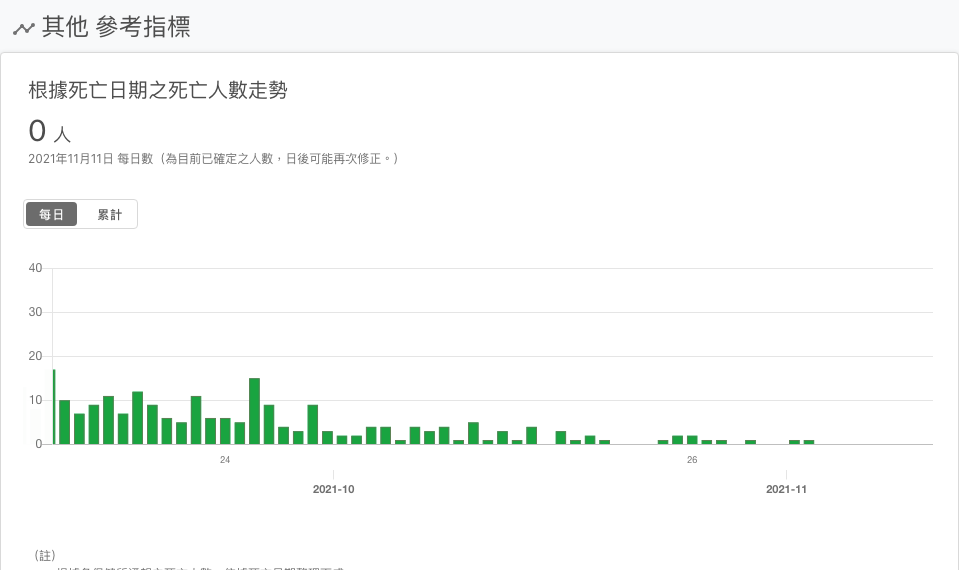 其他 參考指標
根據死亡日期之死亡人數走勢
0 人
2021年11月11日 每日數（為目前已確定之人數，日後可能再次修正。）
每日 累計
40
30
20
10
0
24 26
2021-10 2021-11
（註）